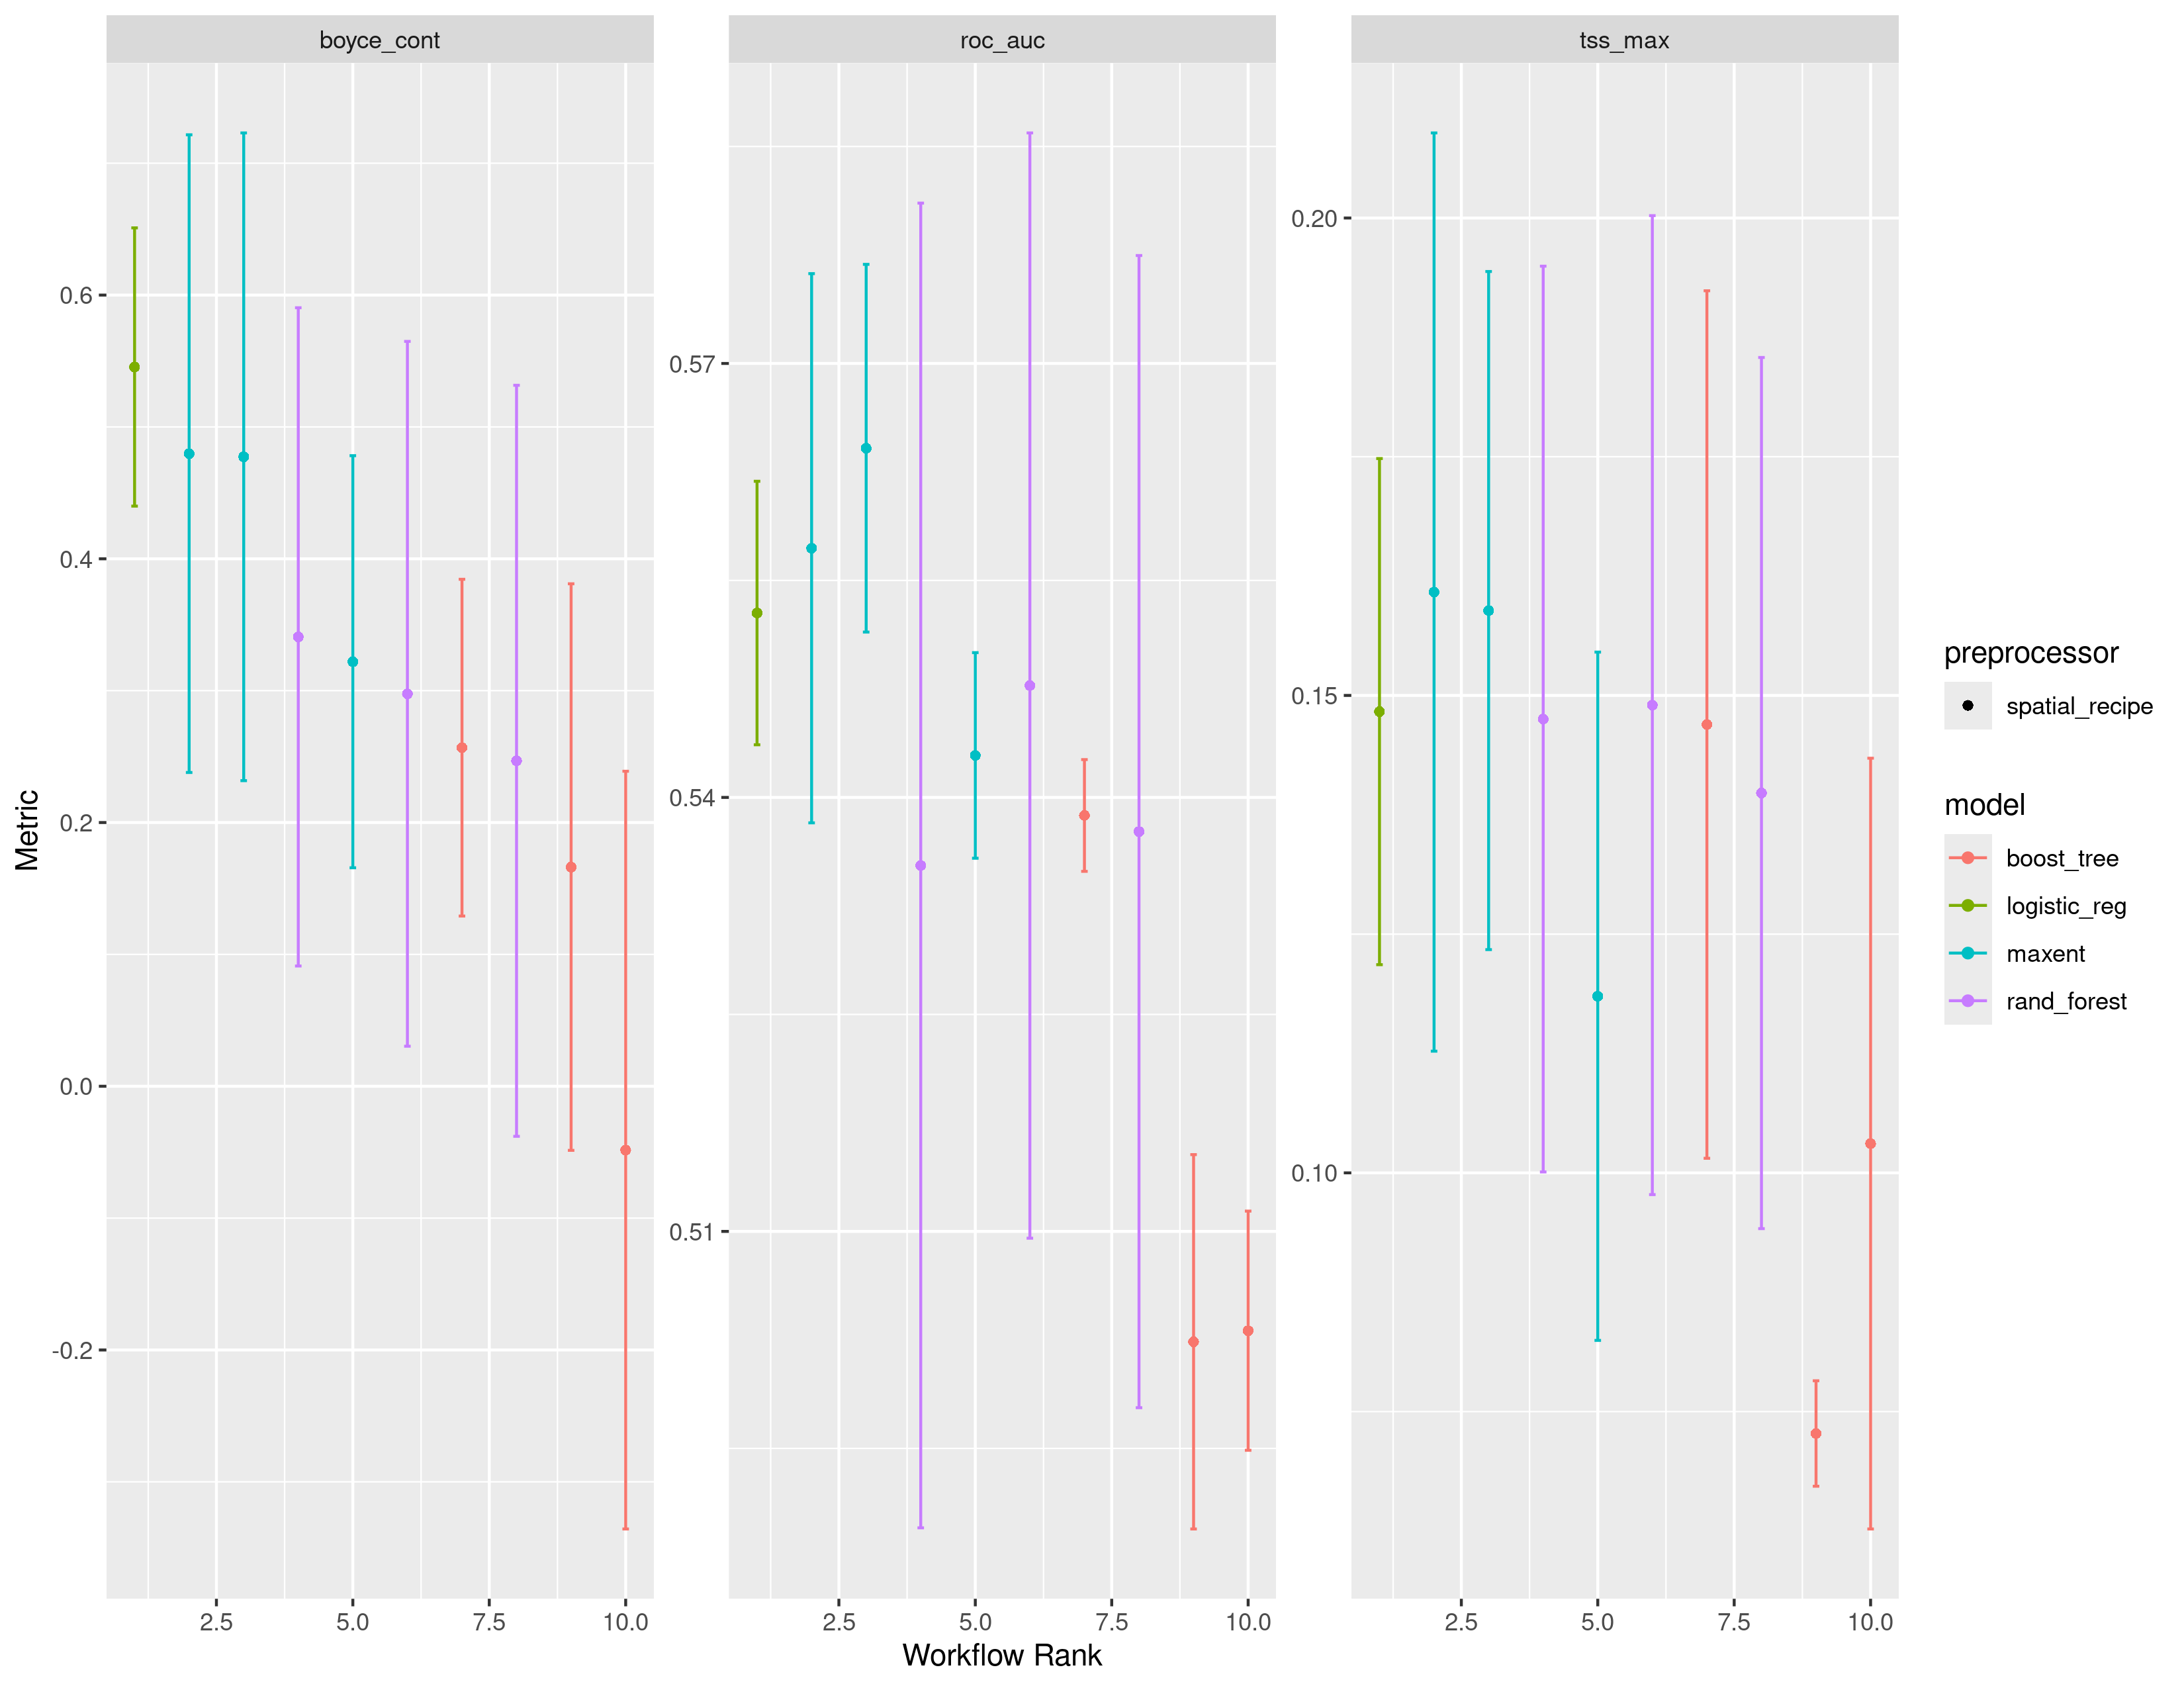 boyce_cont
roc_auc
tss_max
Metric
0.6
0.4
0.2
0.0
-0.2
0.57
0.54
0.51
0.20
0.15
0.10
2.5 5.0 7.5 10.0
2.5 5.0 7.5 10.0
2.5 5.0 7.5 10.0
Workflow Rank
preprocessor
spatial_recipe
model
boost_tree
logistic_reg
maxent
rand_forest